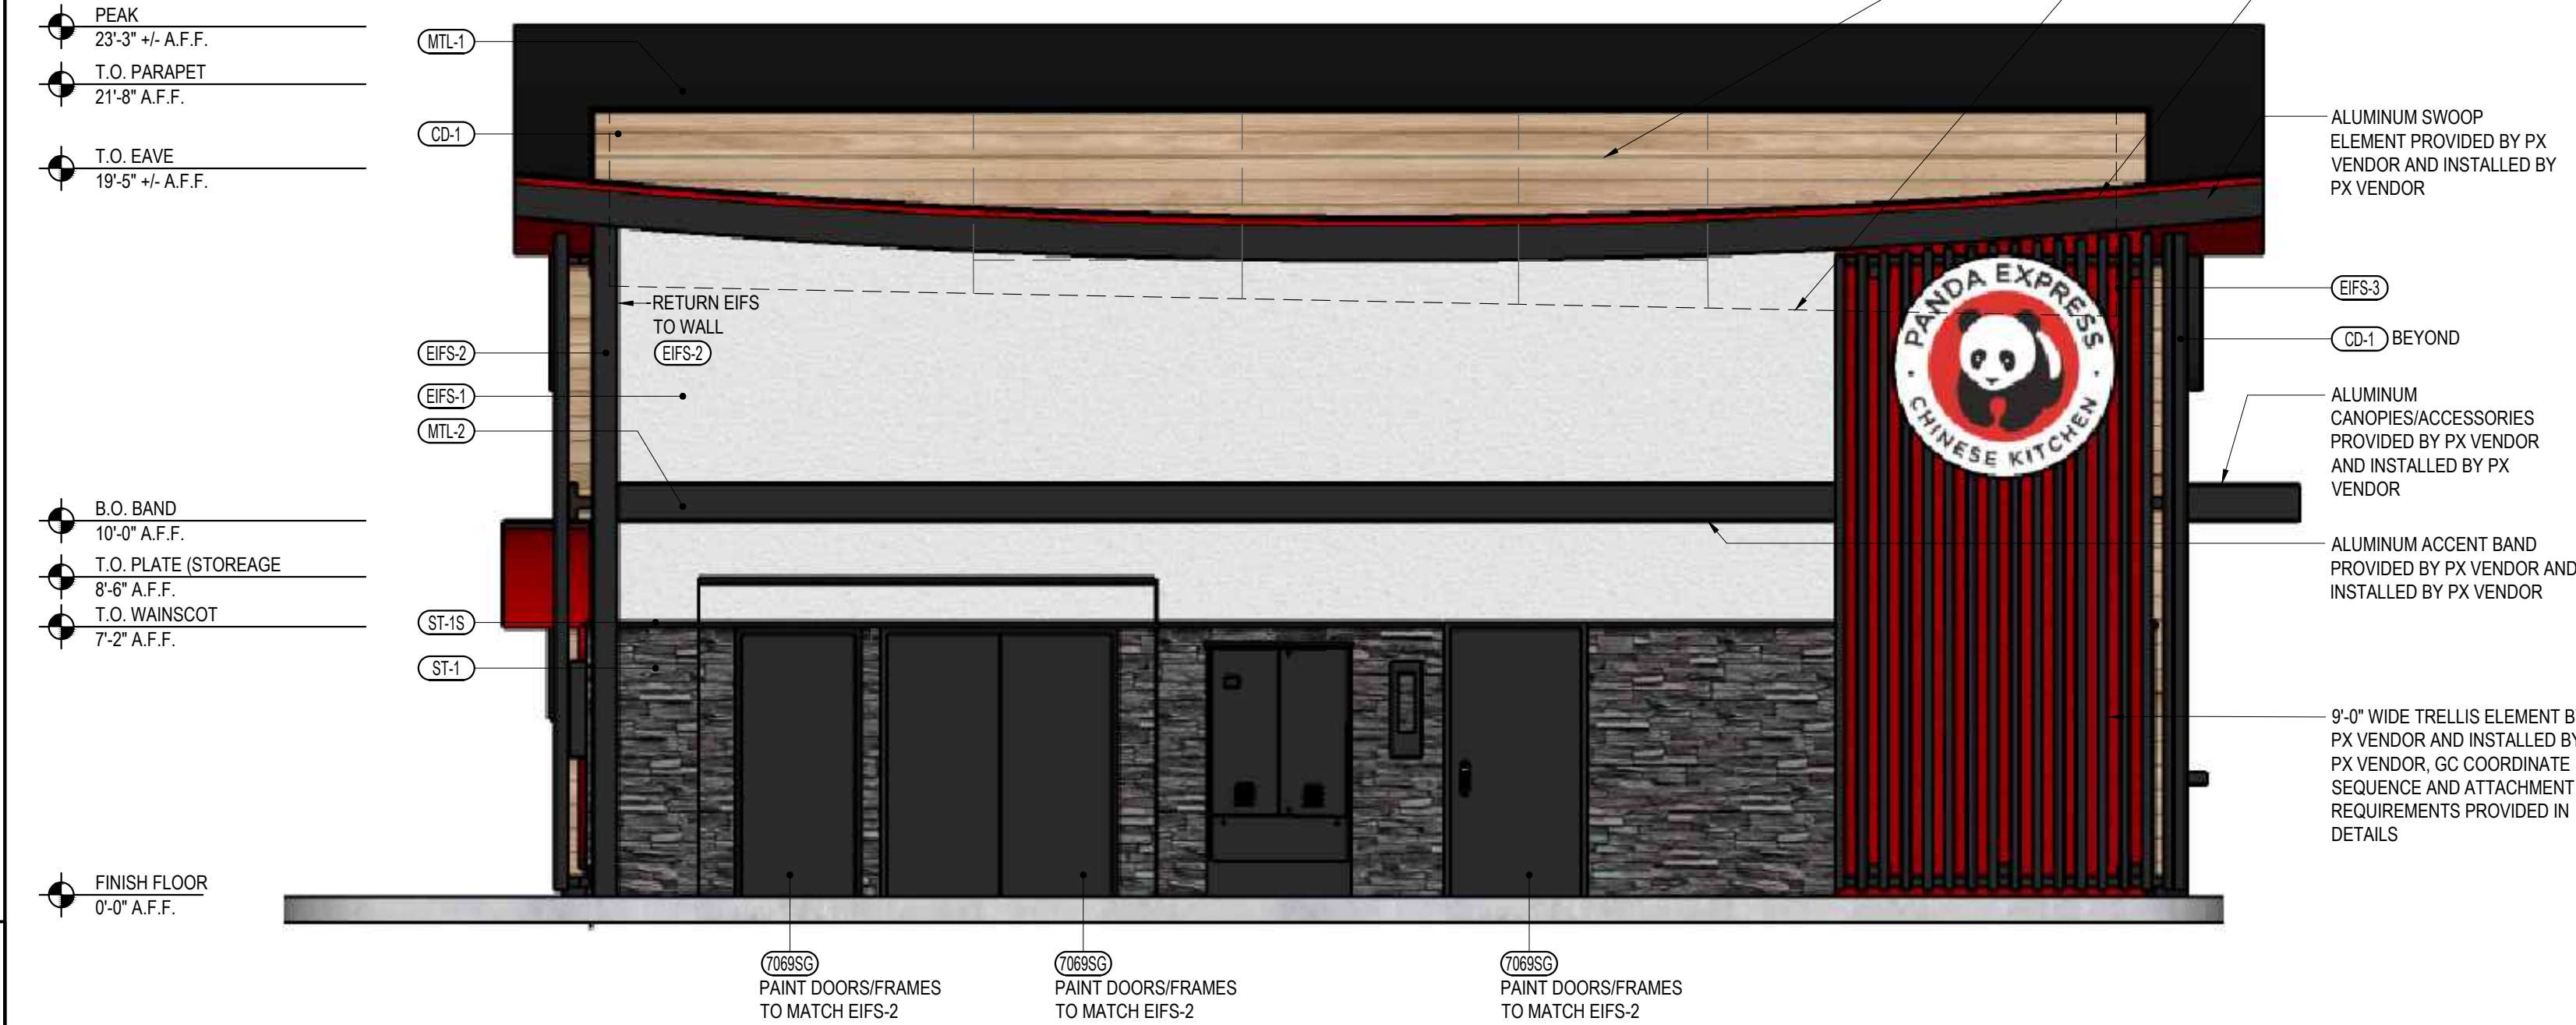 PEAK
23'-3" +/- A.F.F.
T.O. PARAPET
21'-8" A.F.F.
T.O. EAVE
19'-5" +/- A.F.F.
B.O. BAND
10'-0" A.F.F.
T.O. PLATE (STOREAGE
8'-6" A.F.F.
T.O. WAINSCOT
7'-2" A.F.F.
FINISH FLOOR
0'-0" A.F.F.
MTL-1
CD-1
EIFS-2
EIFS-1
MTL-2
ST-1S
ST-1
RETURN EIFS
TO WALL
EIFS-2
PANDA EXPRESS
CHINESE KITCHEN
ALUMINUM SWOOP
ELEMENT PROVIDED BY PX
VENDOR AND INSTALLED BY
PX VENDOR
EIFS-3
CD-1 BEYOND
ALUMINUM
CANOPIES/ACCESSORIES
PROVIDED BY PX VENDOR
AND INSTALLED BY PX
VENDOR
ALUMINUM ACCENT BAND
PROVIDED BY PX VENDOR AND
INSTALLED BY PX VENDOR
9'-0" WIDE TRELLIS ELEMENT B
PX VENDOR AND INSTALLED BY
PX VENDOR, GC COORDINATE
SEQUENCE AND ATTACHMENT
REQUIREMENTS PROVIDED IN
DETAILS
7069SG
PAINT DOORS/FRAMES
TO MATCH EIFS-2
7069SG
PAINT DOORS/FRAMES
TO MATCH EIFS-2
7069SG
PAINT DOORS/FRAMES
TO MATCH EIFS-2